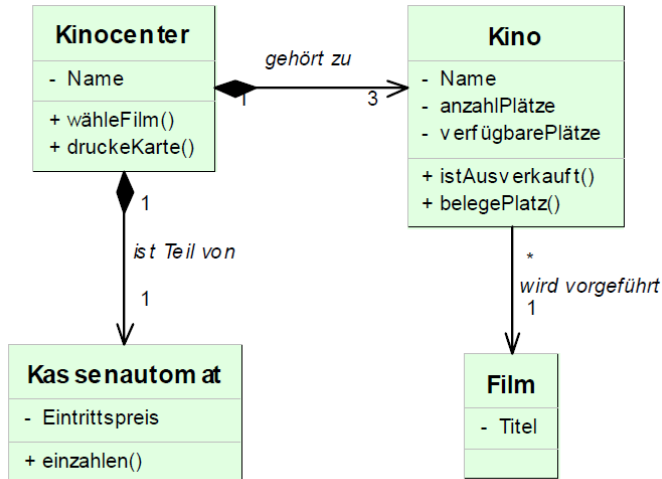 Kinocenter
- Name
+ wähleFilm()
+ druckeKarte()
gehört zu
1
3
Kino
- Name
- anzahlPlätze
- verfügbarePlätze
+ istAusverkauft()
+ belegePlatz()
1
ist Teil von
1
*
wird vorgeführt
1
Kassenautomat
- Eintrittspreis
+ einzahlen()
Film
- Titel